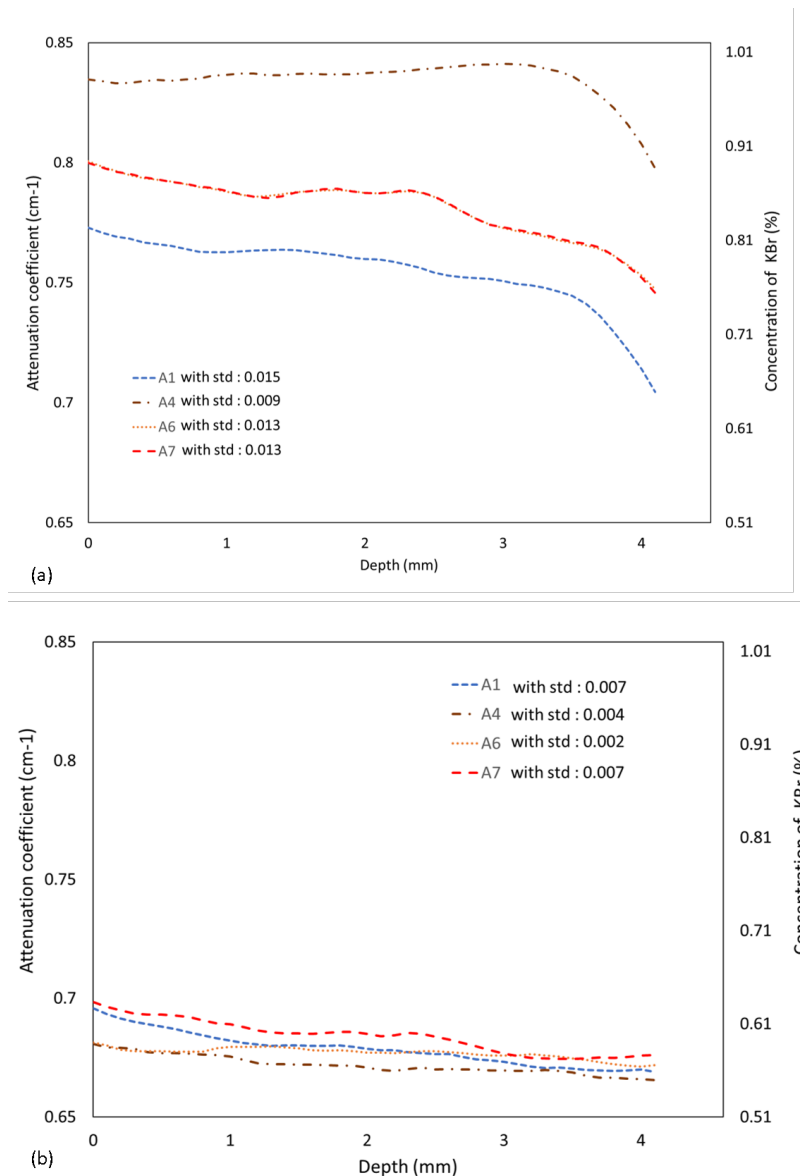 0.85
0.8
0.75
0.7
0.65
Attenuation coefficient (cm-1)
1.01
0.91
0.81
0.71
0.61
0.51
Concentration of KBr (%)
A1 with std : 0.015
A4 with std : 0.009
A6 with std : 0.013
A7 with std : 0.013
0 1 2 3 4
Depth (mm)
(a)
0.85
0.8
0.75
0.7
0.65
Attenuation coefficient (cm-1)
1.01
0.91
0.81
0.71
0.61
0.51
Concentration of KBr (%)
A1 with std : 0.007
A4 with std : 0.004
A6 with std : 0.002
A7 with std : 0.007
0 1 2 3 4
Depth (mm)
(b)